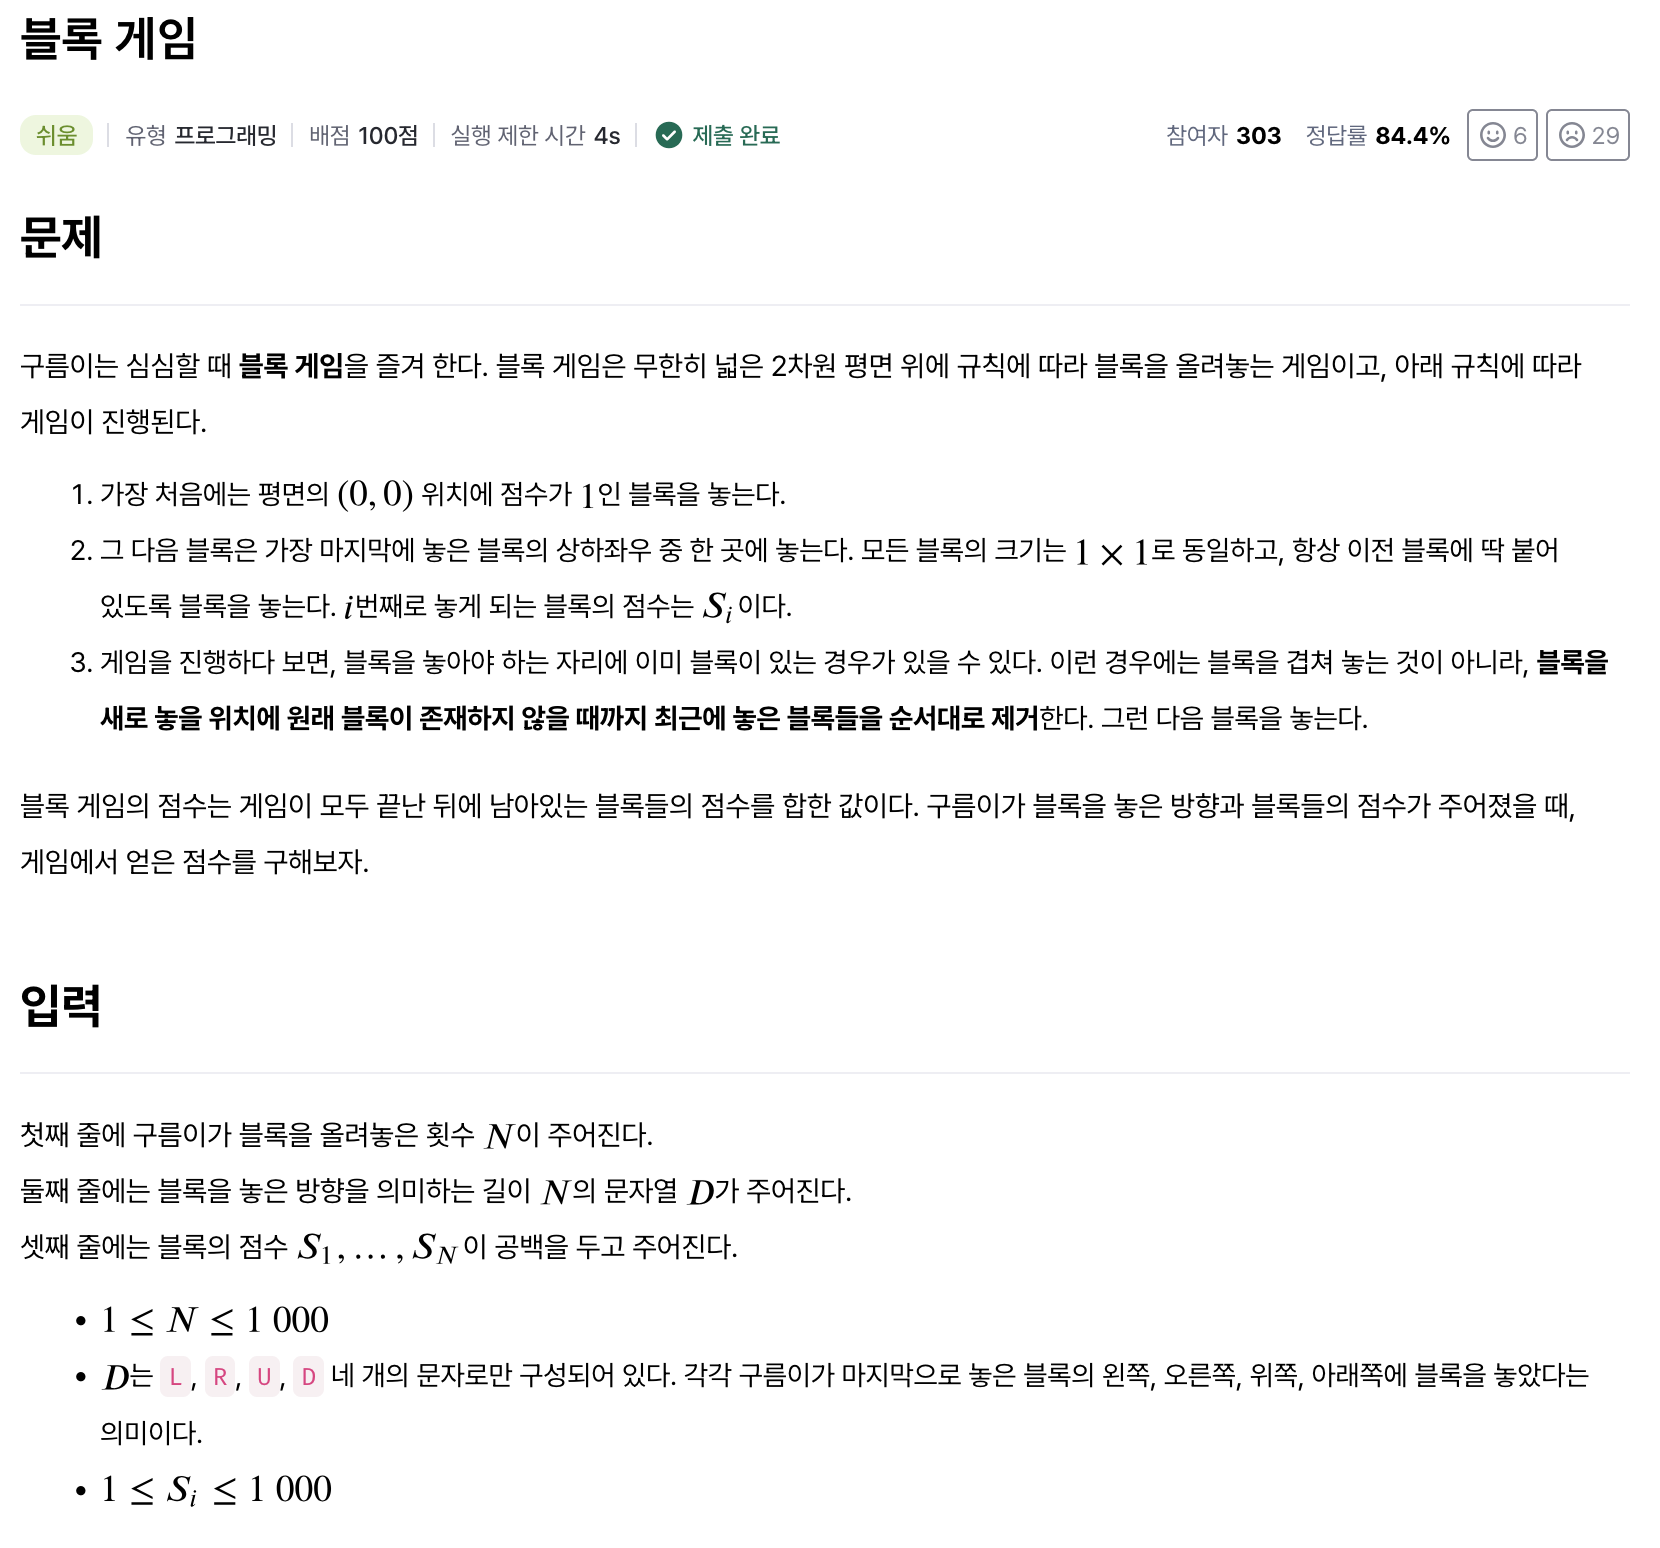 블록 게임
쉬움 유형 프로그래밍 배점 100점 실행 제한 시간 4s 제출 완료 참여자 303 정답률 84.4% 6 29
문제
구름이는 심심할 때 블록 게임을 즐겨 한다. 블록 게임은 무한히 넓은 2차원 평면 위에 규칙에 따라 블록을 올려놓는 게임이고, 아래 규칙에 따라
게임이 진행된다.
1. 가장 처음에는 평면의 (0, 0) 위치에 점수가 1인 블록을 놓는다.
2. 그 다음 블록은 가장 마지막에 놓은 블록의 상하좌우 중 한 곳에 놓는다. 모든 블록의 크기는 1 × 1로 동일하고, 항상 이전 블록에 딱 붙어
있도록 블록을 놓는다. i번째로 놓게 되는 블록의 점수는 S_i이다.
3. 게임을 진행하다 보면, 블록을 놓아야 하는 자리에 이미 블록이 있는 경우가 있을 수 있다. 이런 경우에는 블록을 겹쳐 놓는 것이 아니라, 블록을
새로 놓을 위치에 원래 블록이 존재하지 않을 때까지 최근에 놓은 블록들을 순서대로 제거한다. 그런 다음 블록을 놓는다.
블록 게임의 점수는 게임이 모두 끝난 뒤에 남아있는 블록들의 점수를 합한 값이다. 구름이가 블록을 놓은 방향과 블록들의 점수가 주어졌을 때,
게임에서 얻은 점수를 구해보자.
입력
첫째 줄에 구름이가 블록을 올려놓은 횟수 N이 주어진다.
둘째 줄에는 블록을 놓은 방향을 의미하는 길이 N의 문자열 D가 주어진다.
셋째 줄에는 블록의 점수 S_1, …, S_N이 공백을 두고 주어진다.
• 1 ≤ N ≤ 1 000
• D는 L, R, U, D 네 개의 문자로만 구성되어 있다. 각각 구름이가 마지막으로 놓은 블록의 왼쪽, 오른쪽, 위쪽, 아래쪽에 블록을 놓았다는
의미이다.
• 1 ≤ S_i ≤ 1 000